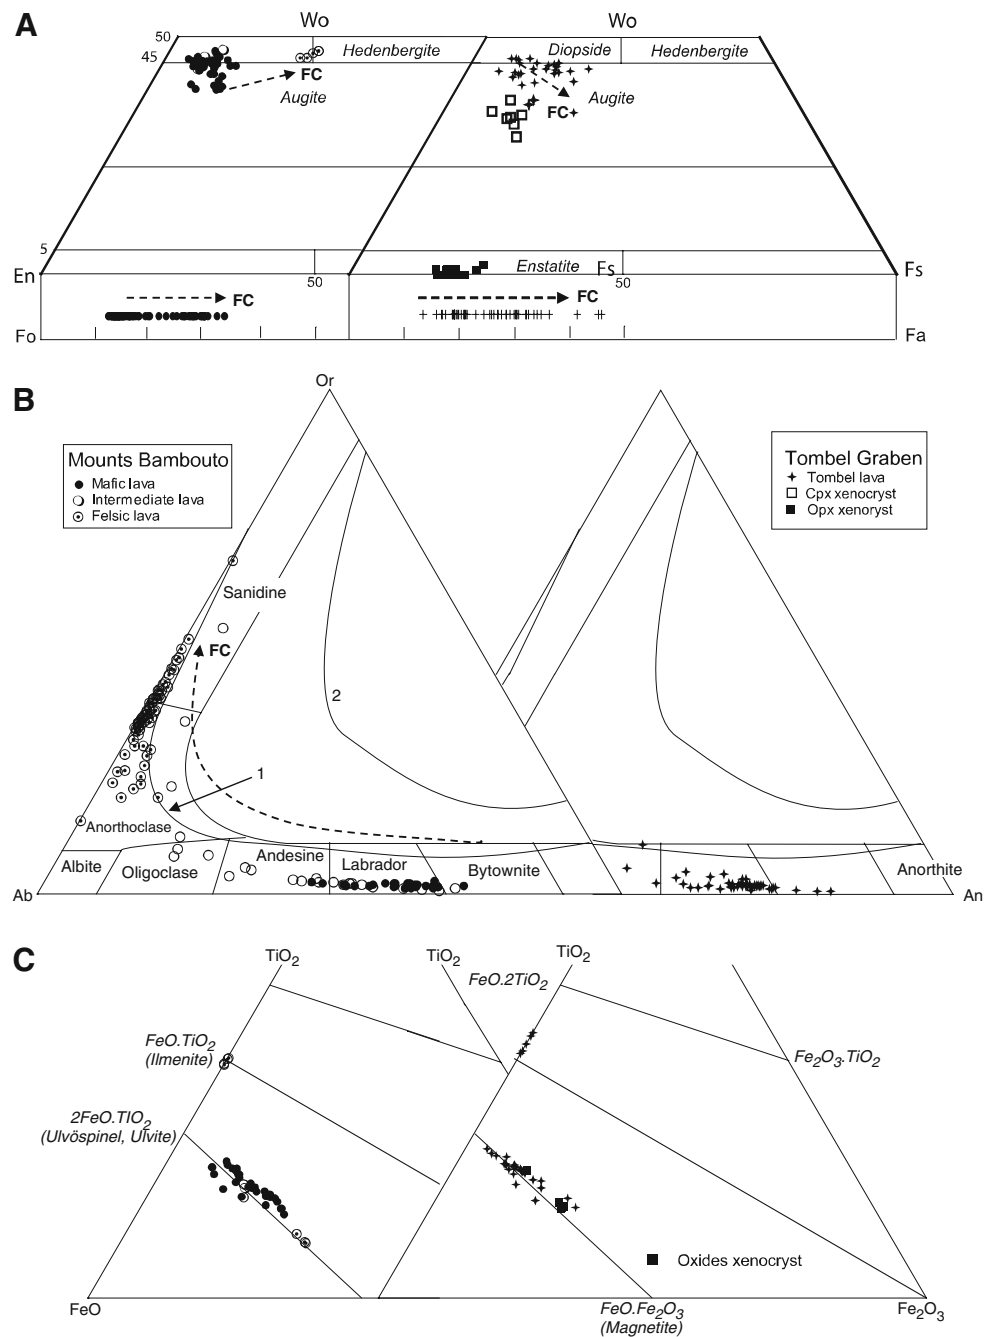 A
Wo
Wo
50
45
Hedenbergite
Diopside
Hedenbergite
FC
Augite
Augite
FC
5
En
50
Enstatite
Fs
50
Fs
FC
FC
Fo
Fa
B
Or
Mounts Bambouto
Mafic lava
Intermediate lava
Felsic lava
Tombel Graben
Tombel lava
Cpx xenocryst
Opx xenoryst
Sanidine
FC
2
1
Anorthoclase
Albite
Oligoclase
Andesine
Labrador
Bytownite
Anorthite
Ab
An
C
TiO2
TiO2
TiO2
FeO.2TiO2
FeO.TiO2
(Ilmenite)
Fe2O3.TiO2
2FeO.TIO2
(Ulvöspinel, Ulvite)
Oxides xenocryst
FeO
FeO.Fe2O3
(Magnetite)
Fe2O3